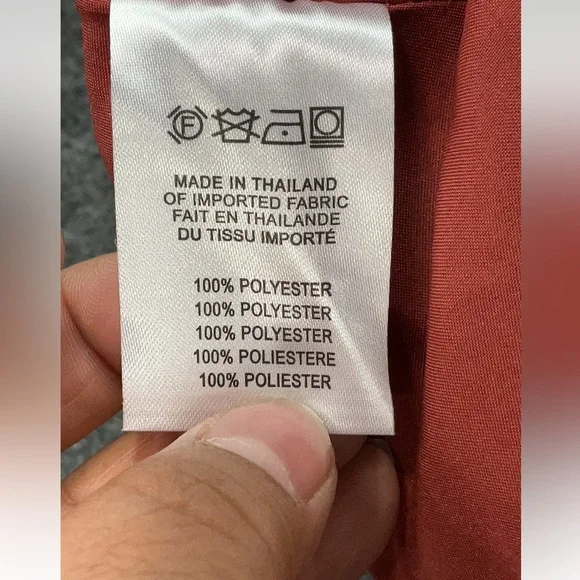 F
MADE IN THAILAND
OF IMPORTED FABRIC
FAIT EN THAILANDE
DU TISSU IMPORTÉ
100% POLYESTER
100% POLYESTER
100% POLYESTER
100% POLIESTERE
100% POLIESTER